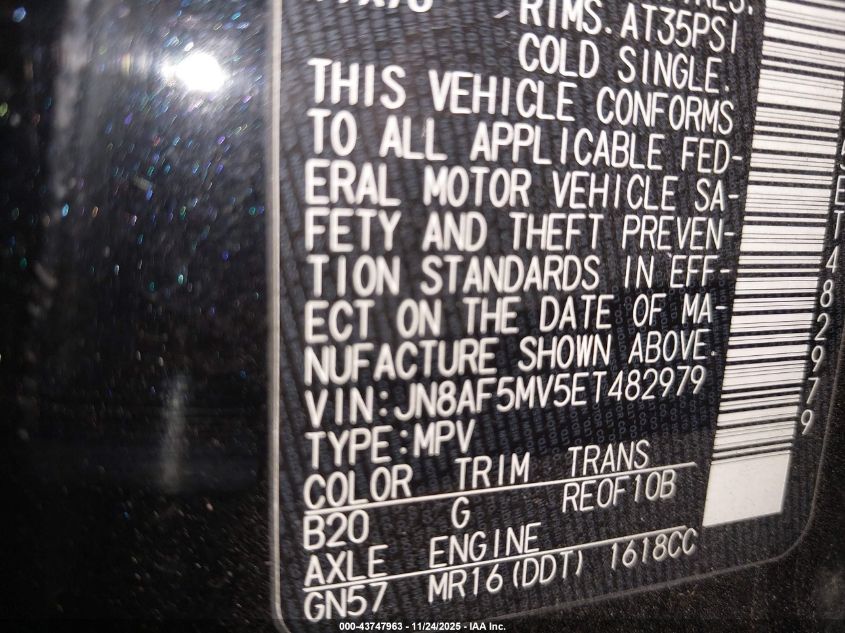 RIMS. AT35PSI
COLD SINGLE.
THIS VEHICLE CONFORMS
TO ALL APPLICABLE FED-
ERAL MOTOR VEHICLE SA-
FETY AND THEFT PREVEN-
TION STANDARDS IN EFF-
ECT ON THE DATE OF MA-
NUFACTURE SHOWN ABOVE.
VIN:JN8AF5MV5ET482979
TYPE:MPV
COLOR TRIM TRANS
B20 G RE0F10B
AXLE ENGINE
GN57 MR16(DDT) 1618CC
5ET482979
000-43747963 - 11/24/2025 - IAA Inc.